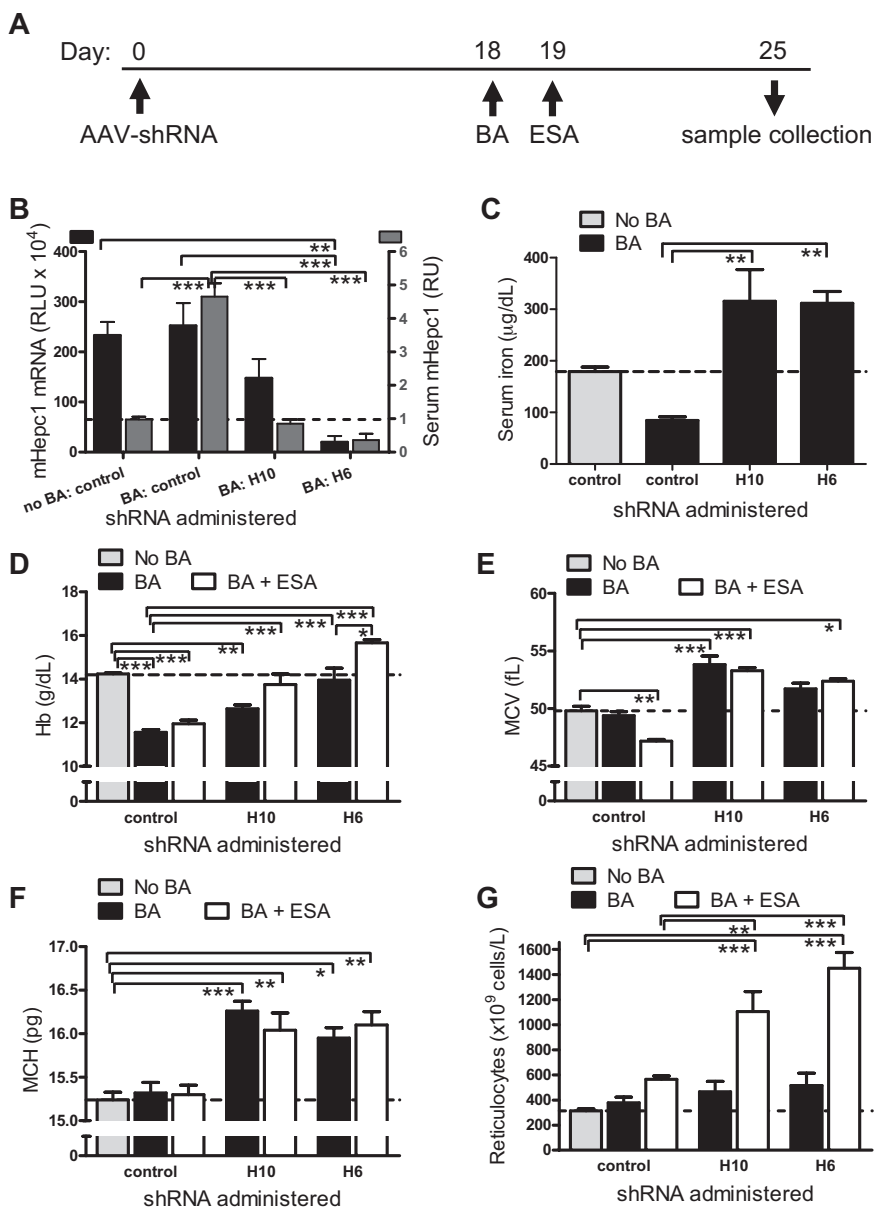 A
Day: 0 18 19 25
AAV-shRNA BA ESA sample collection
B
mHepc1 mRNA (RLU x 10⁴)
400
300
200
100
0
Serum mHepc1 (RU)
6
5
4
3
2
1
0
**
***
*** *** ***
no BA: control BA: control BA: H10 BA: H6
shRNA administered
C
No BA
BA
Serum iron (μg/dL)
400
300
200
100
0
** **
control control H10 H6
shRNA administered
D
No BA
BA BA + ESA
Hb (g/dL)
18
16
14
12
10
0
***
*** ***
*
*** *** **
control H10 H6
shRNA administered
E
No BA
BA BA + ESA
MCV (fL)
60
55
50
45
0
*** *** *
**
control H10 H6
shRNA administered
F
No BA
BA BA + ESA
MCH (pg)
17.0
16.5
16.0
15.5
15.0
0
*** ** * **
control H10 H6
shRNA administered
G
No BA
BA BA + ESA
Reticulocytes (x10⁹ cells/L)
1600
1400
1200
1000
800
600
400
200
0
** ***
*** ***
control H10 H6
shRNA administered